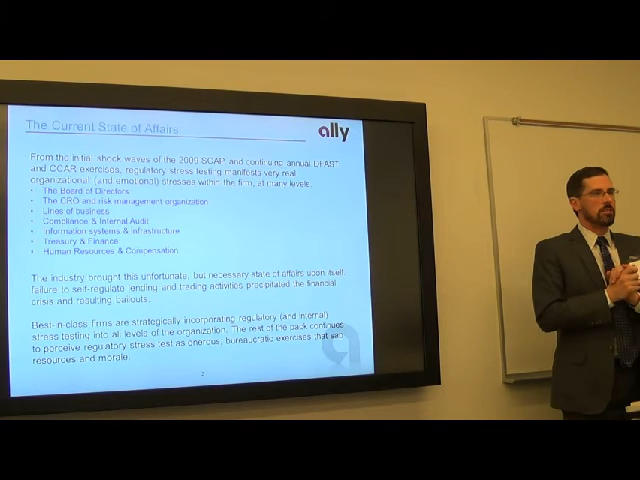 The Current State of Affairs
ally
From the initial shock waves of the 2009 SCAP and continuing annual DFAST
and CCAR exercises, regulatory stress testing manifests very real
organizational (and emotional) stresses within the firm, at many levels.
• The Board of Directors
• The CRO and risk management organization
• Lines of business
• Compliance & Internal Audit
• Information systems & Infrastructure
• Treasury & Finance
• Human Resources & Compensation
The industry brought this unfortunate, but necessary state of affairs upon itself,
failure to self-regulate lending and trading activities precipitated the financial
crisis and resulting bailouts.
Best-in-class firms are strategically incorporating regulatory (and internal)
stress testing into all levels of the organization. The rest of the pack continues
to perceive regulatory stress test as onerous, bureaucratic exercises that sap
resources and morale.
2